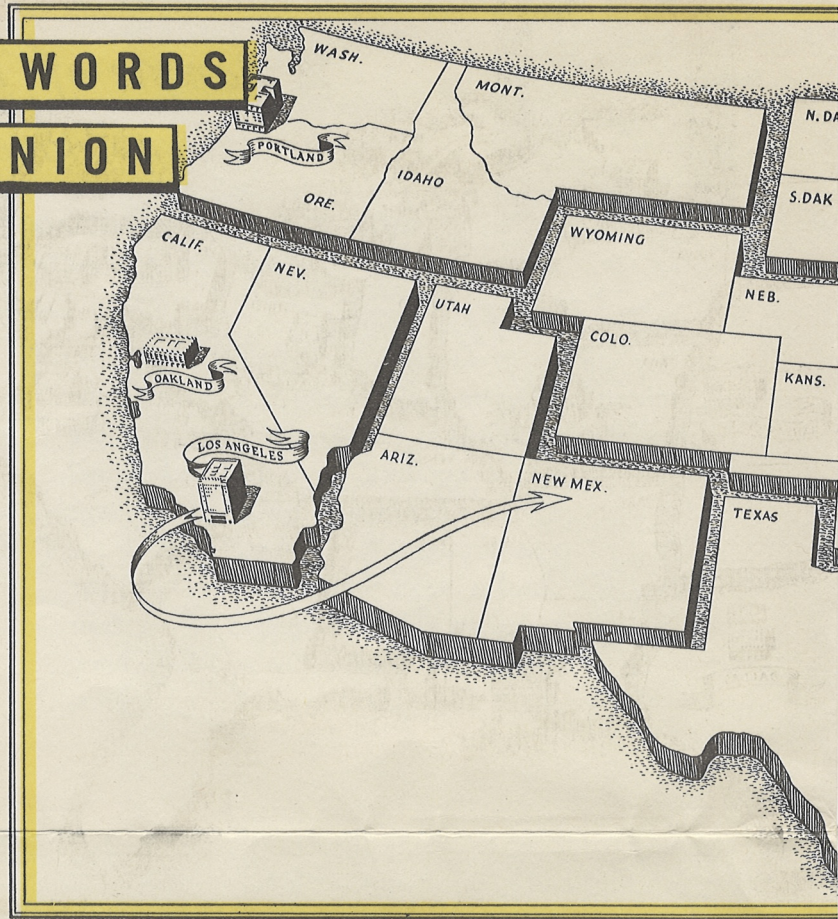 WORDS
NION
WASH.
MONT.
N. DA
PORTLAND
IDAHO
ORE.
S.DAK
CALIF.
WYOMING
NEV.
UTAH
NEB.
COLO.
OAKLAND
KANS.
LOS ANGELES
ARIZ.
NEW MEX.
TEXAS